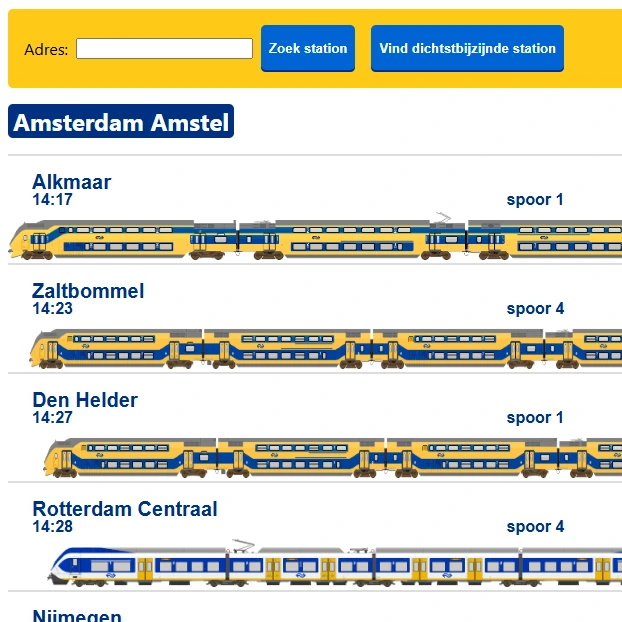 Adres:
Zoek station
Vind dichtstbijzijnde station
Amsterdam Amstel
Alkmaar
14:17
spoor 1
Zaltbommel
14:23
spoor 4
Den Helder
14:27
spoor 1
Rotterdam Centraal
14:28
spoor 4
Nijmegen